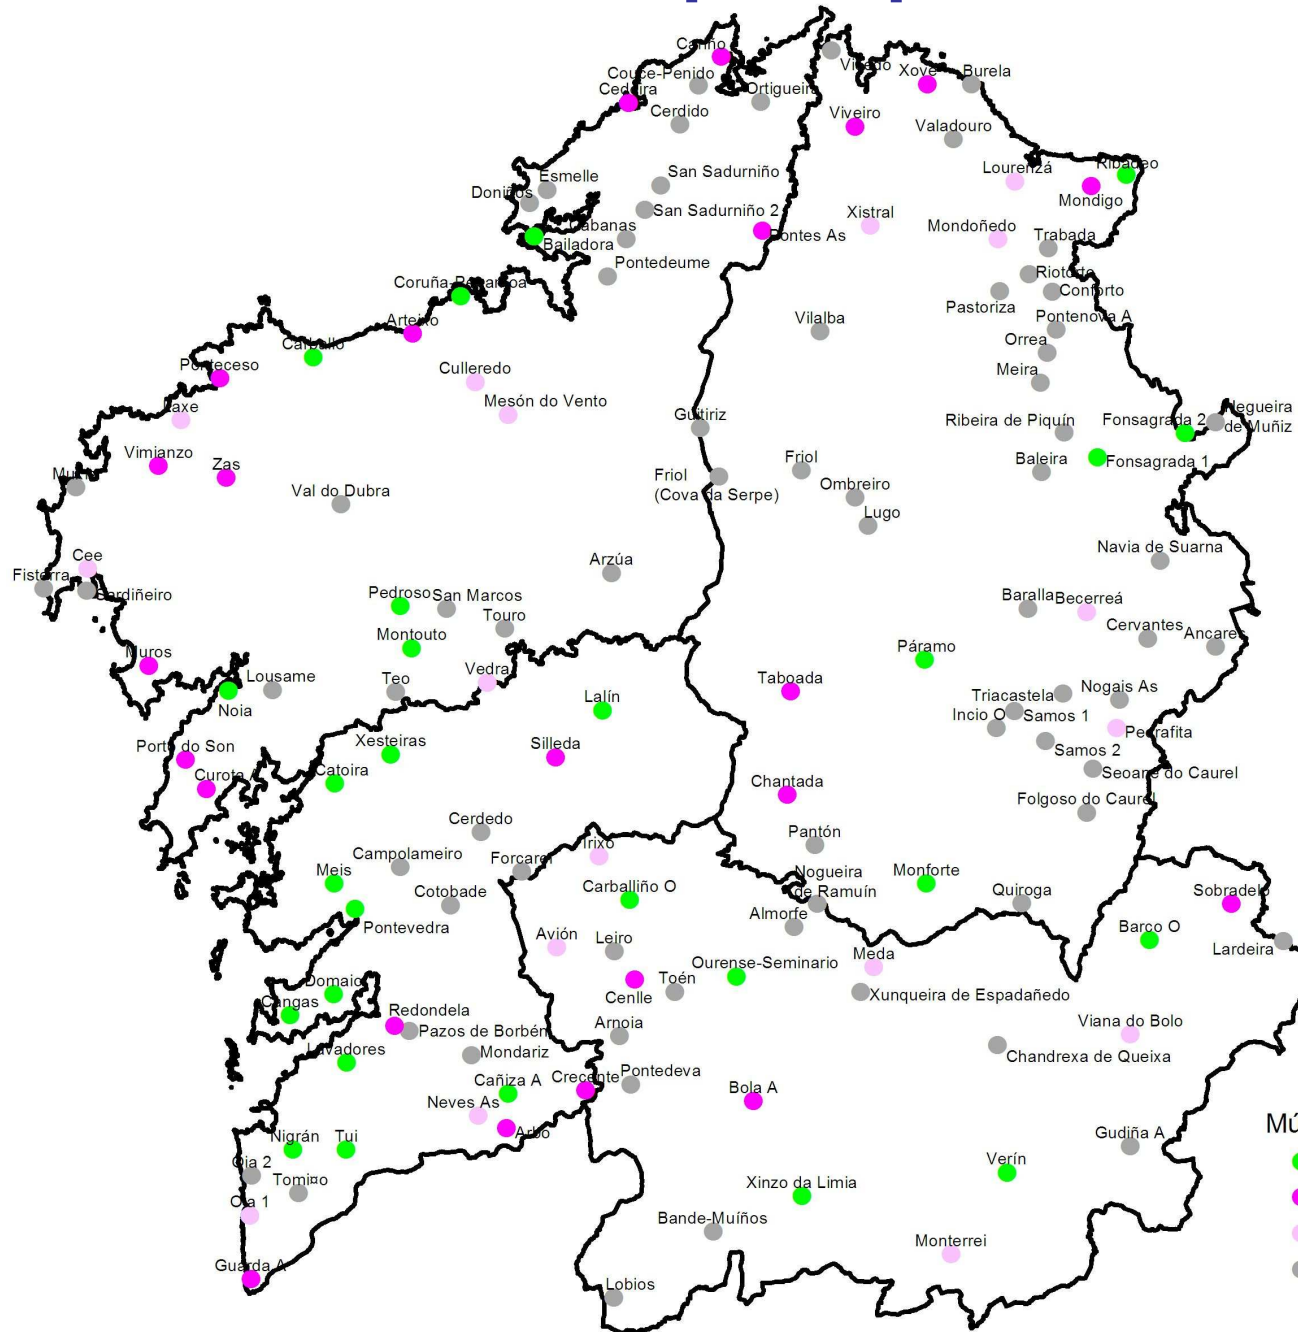 Cariño
Vicedo
Couce-Penido
Xove
Burela
Cedeira
Ortigueira
Cerdido
Viveiro
Valadouro
Lourenzá
Ribadeo
Esmelle
San Sadurniño
Doniños
Mondigo
San Sadurniño 2
Xistral
Cabanas
Mondoñedo
Trabada
Bailadora
Pontes As
Pontedeume
Riotorto
Coruña-Penamoa
Conforto
Pastoriza
Arteixo
Pontenova A
Vilalba
Carballo
Orrea
Ponteceso
Culleredo
Meira
Laxe
Mesón do Vento
Guitiriz
Ribeira de Piquín
Fonsagrada 2
Negueira
de Muñiz
Vimianzo
Zas
Friol
Baleira
Fonsagrada 1
Friol
(Cova da Serpe)
Val do Dubra
Ombreiro
Lugo
Cee
Arzúa
Navia de Suarna
Fisterra
Sardiñeiro
Pedroso
San Marcos
Baralla
Becerreá
Touro
Montouto
Cervantes
Ancares
Páramo
Muros
Vedra
Lousame
Teo
Taboada
Triacastela
Nogais As
Noia
Lalín
Incio O
Samos 1
Pedrafita
Porto do Son
Xesteiras
Silleda
Samos 2
Curota A
Catoira
Seoane do Caurel
Chantada
Folgoso do Caurel
Cerdedo
Pantón
Campolameiro
Forcarei
Irixo
Meis
Cotobade
Carballiño O
Nogueira
de Ramuín
Monforte
Quiroga
Sobradelo
Almorfe
Pontevedra
Barco O
Avión
Leiro
Lardeira
Domaio
Ourense-Seminario
Meda
Cangas
Cenlle
Toén
Xunqueira de Espadañedo
Redondela
Pazos de Borbén
Arnoia
Viana do Bolo
Lavadores
Mondariz
Chandrexa de Queixa
Cañiza A
Crecente
Pontedeva
Bola A
Neves As
Arbo
Mú
Nigrán
Tui
Gudiña A
Oia 2
Verín
Tomi¤o
Xinzo da Limia
Oia 1
Bande-Muíños
Monterrei
Guarda A
Lobios